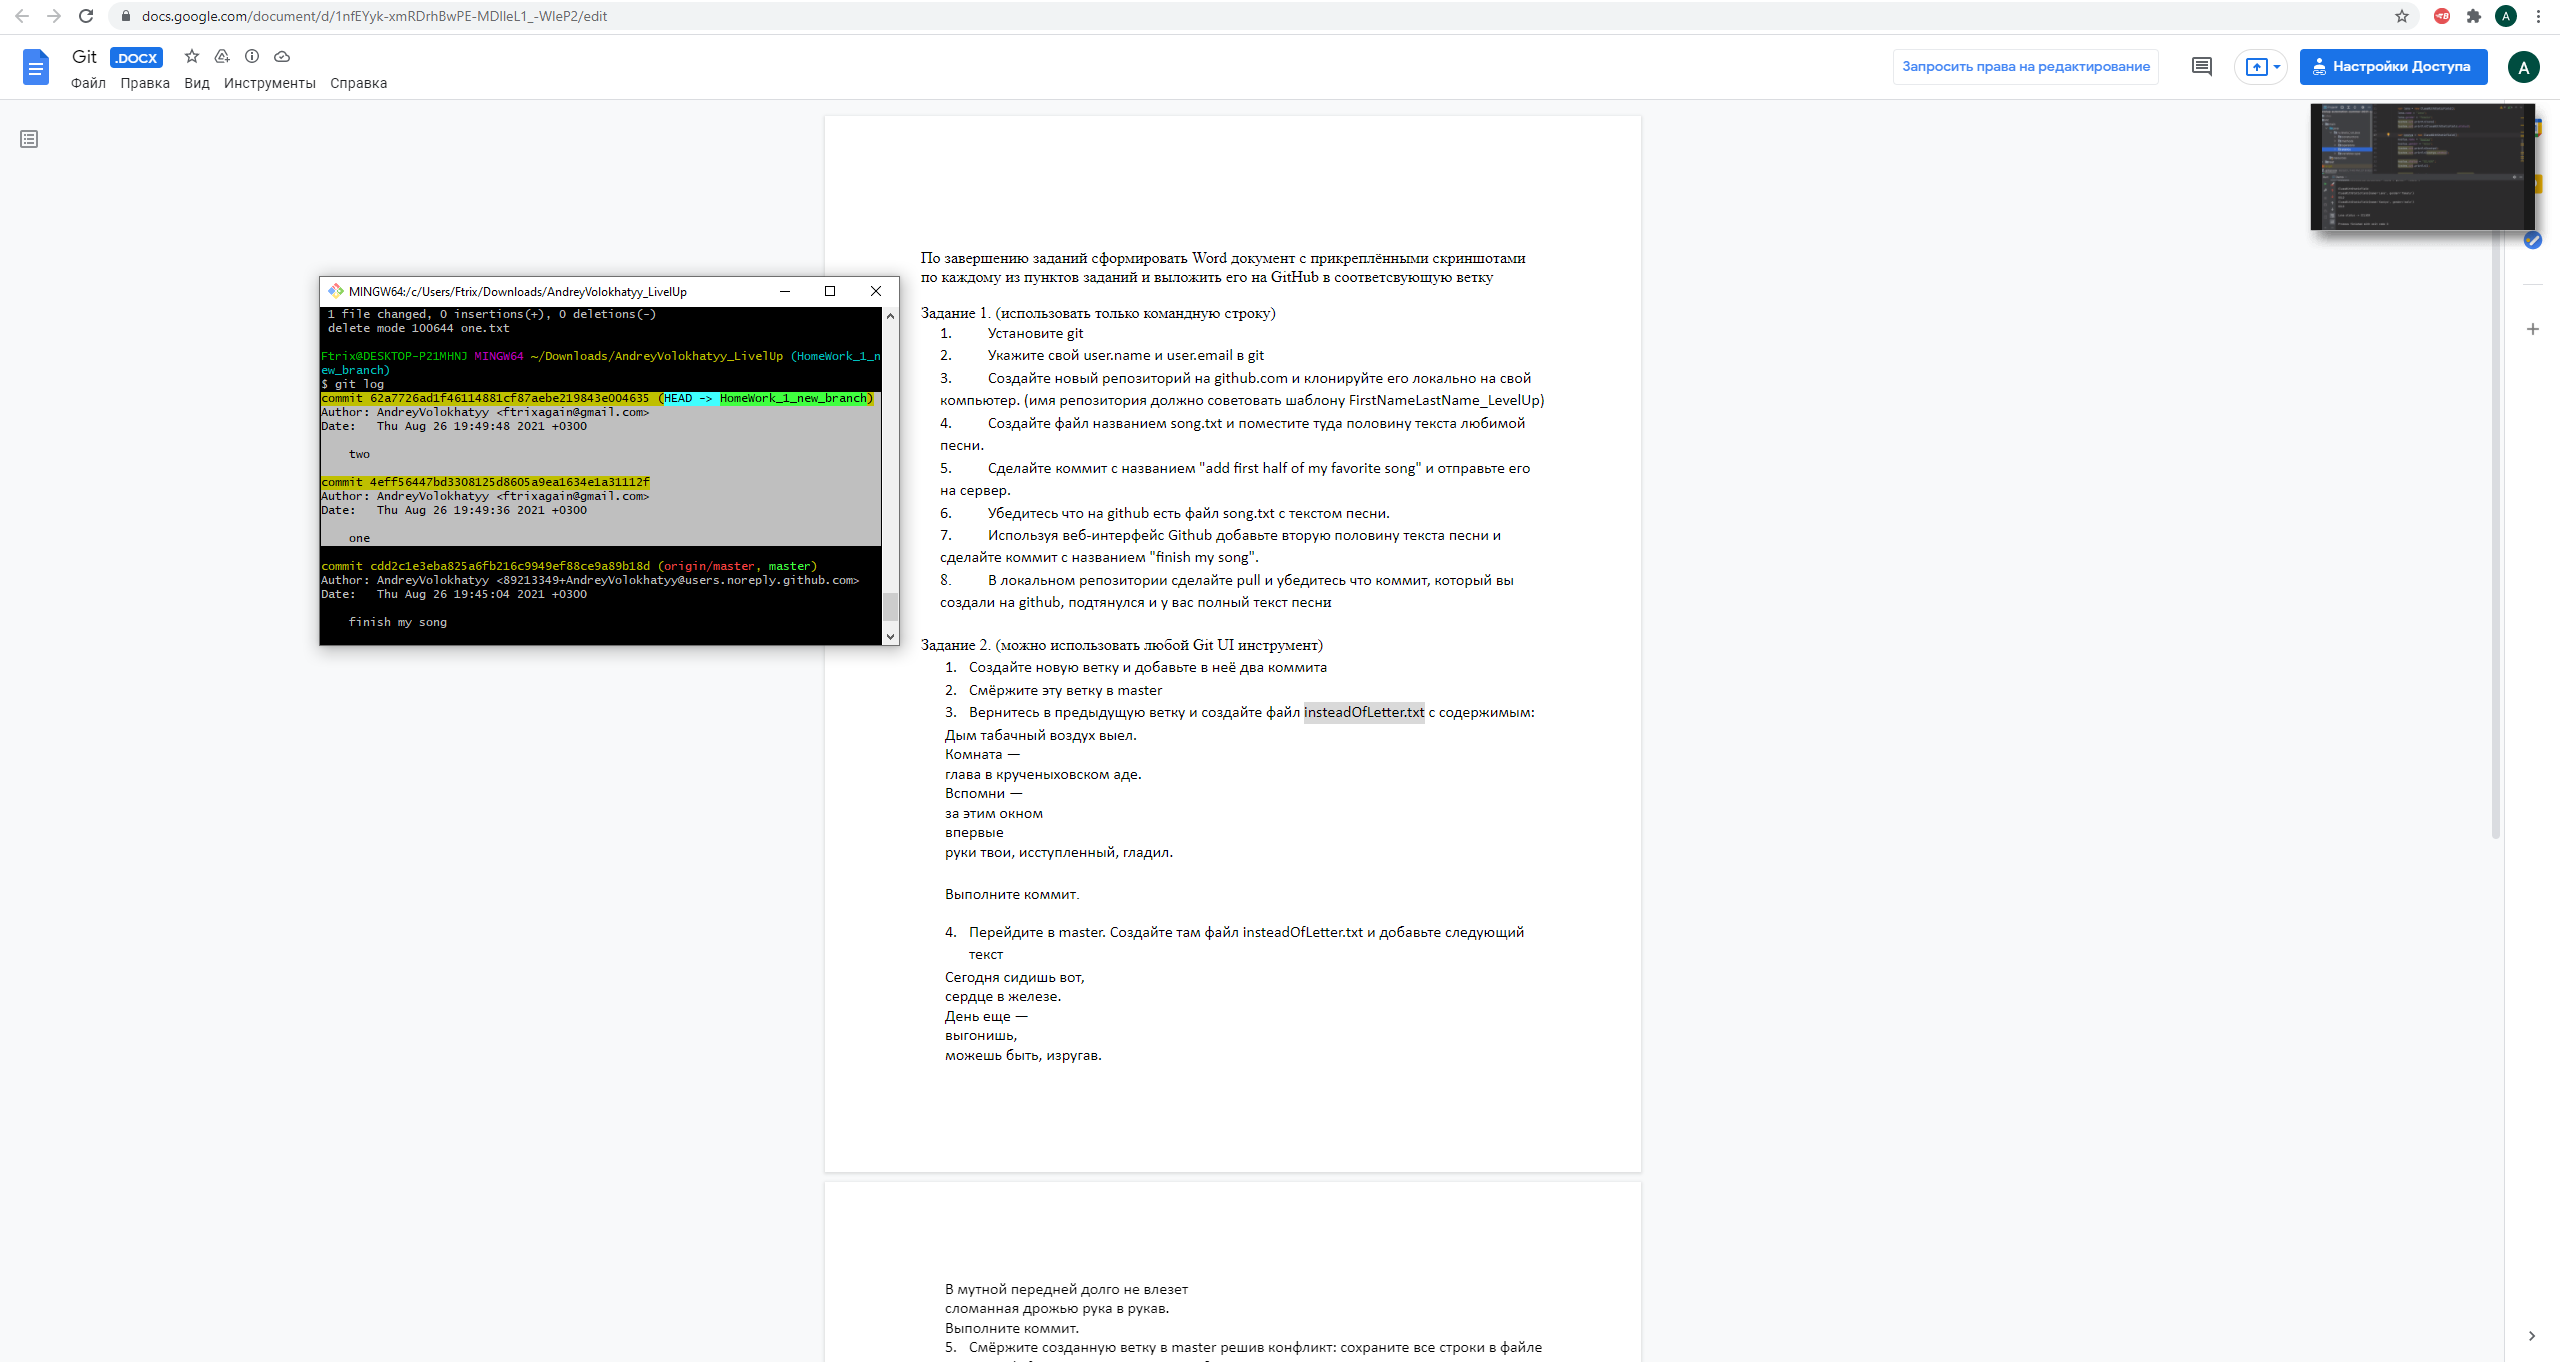 docs.google.com/document/d/1nfEYyk-xmRDrhBwPE-MDIleL1_-WIeP2/edit
A
Git .DOCX
Файл Правка Вид Инструменты Справка
Запросить права на редактирование
Настройки Доступа
A
По завершению заданий сформировать Word документ с прикреплёнными скриншотами
по каждому из пунктов заданий и выложить его на GitHub в соответсвующую ветку
MINGW64:/c/Users/Ftrix/Downloads/AndreyVolokhatyy_LivelUp
1 file changed, 0 insertions(+), 0 deletions(-)
delete mode 100644 one.txt
Ftrix@DESKTOP-P21MHNJ MINGW64 ~/Downloads/AndreyVolokhatyy_LivelUp (HomeWork_1_n
ew_branch)
$ git log
commit 62a7726ad1f46114881cf87aebe219843e004635 (HEAD -> HomeWork_1_new_branch)
Author: AndreyVolokhatyy <ftrixagain@gmail.com>
Date:   Thu Aug 26 19:49:48 2021 +0300
two
commit 4eff56447bd3308125d8605a9ea1634e1a31112f
Author: AndreyVolokhatyy <ftrixagain@gmail.com>
Date:   Thu Aug 26 19:49:36 2021 +0300
one
commit cdd2c1e3eba825a6fb216c9949ef88ce9a89b18d (origin/master, master)
Author: AndreyVolokhatyy <89213349+AndreyVolokhatyy@users.noreply.github.com>
Date:   Thu Aug 26 19:45:04 2021 +0300
finish my song
Задание 1. (использовать только командную строку)
1. Установите git
2. Укажите свой user.name и user.email в git
3. Создайте новый репозиторий на github.com и клонируйте его локально на свой
компьютер. (имя репозитория должно советовать шаблону FirstNameLastName_LevelUp)
4. Создайте файл названием song.txt и поместите туда половину текста любимой
песни.
5. Сделайте коммит с названием "add first half of my favorite song" и отправьте его
на сервер.
6. Убедитесь что на github есть файл song.txt с текстом песни.
7. Используя веб-интерфейс Github добавьте вторую половину текста песни и
сделайте коммит с названием "finish my song".
8. В локальном репозитории сделайте pull и убедитесь что коммит, который вы
создали на github, подтянулся и у вас полный текст песни
Задание 2. (можно использовать любой Git UI инструмент)
1. Создайте новую ветку и добавьте в неё два коммита
2. Смёржите эту ветку в master
3. Вернитесь в предыдущую ветку и создайте файл insteadOfLetter.txt с содержимым:
Дым табачный воздух выел.
Комната —
глава в крученыховском аде.
Вспомни —
за этим окном
впервые
руки твои, исступленный, гладил.
Выполните коммит.
4. Перейдите в master. Создайте там файл insteadOfLetter.txt и добавьте следующий
текст
Сегодня сидишь вот,
сердце в железе.
День еще —
выгонишь,
можешь быть, изругав.
В мутной передней долго не влезет
сломанная дрожью рука в рукав.
Выполните коммит.
5. Смёржите созданную ветку в master решив конфликт: сохраните все строки в файле